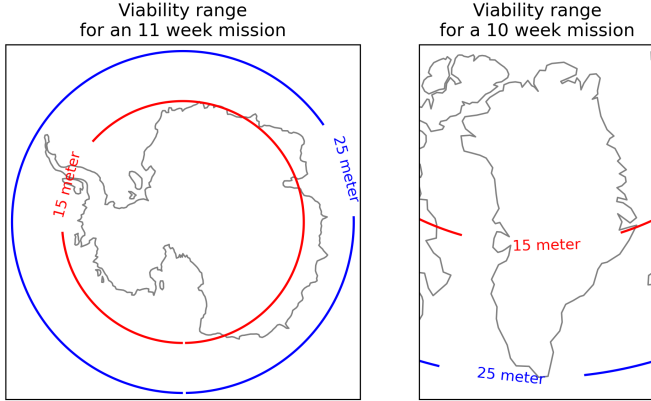 Viability range
for an 11 week mission
15 meter
25 meter
Viability range
for a 10 week mission
15 meter
25 meter